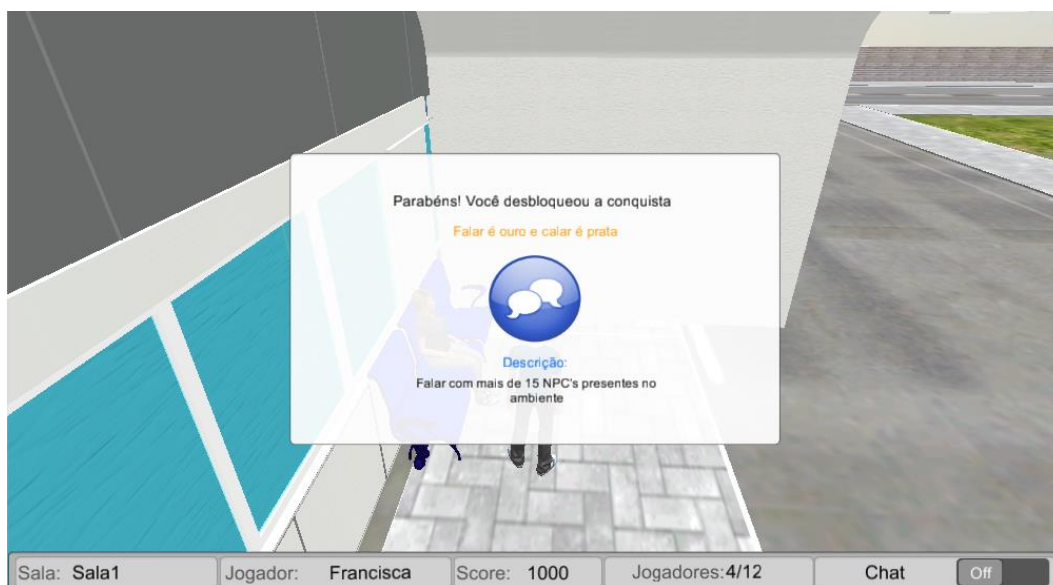 Parabéns! Você desbloqueou a conquista
Falar é ouro e calar é prata
Descrição:
Falar com mais de 15 NPC's presentes no
ambiente
Sala: Sala1 Jogador: Francisca Score: 1000 Jogadores:4/12 Chat Off